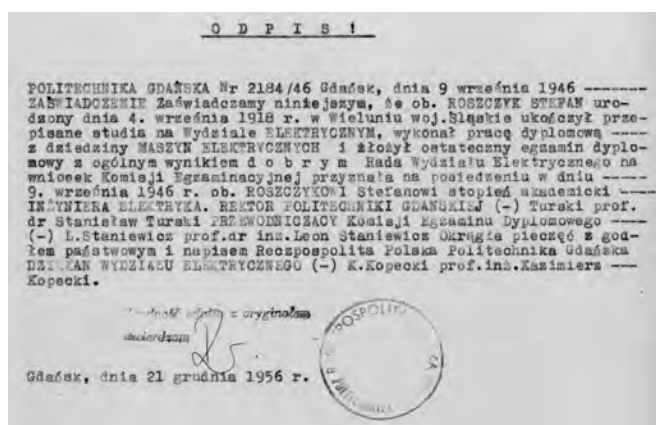 O D P I S !
POLITECHNIKA GDAŃSKA Nr 2184/46 Gdańsk, dnia 9 września 1946 -------
ZAŚWIADCZENIE Zaświadczamy niniejszym, że ob. ROSZCZYK STEFAN uro-
dzony dnia 4. września 1918 r. w Wieluniu woj.Śląskie ukończył prze-
pisane studia na Wydziale ELEKTRYCZNYM, wykonał pracę dyplomową ----
z dziedziny MASZYN ELEKTRYCZNYCH i złożył ostateczny egzamin dyplo-
mowy z ogólnym wynikiem d o b r y m Rada Wydziału Elektrycznego na
wniosek Komisji Egzaminacyjnej przyznała na posiedzeniu w dniu -----
9. września 1946 r. ob. ROSZCZYKOWI Stefanowi stopień akademicki ----
INŻYNIERA ELEKTRYKA. REKTOR POLITECHNIKI GDAŃSKIEJ (-) Turski prof.
dr Stanisław Turski PRZEWODNICZĄCY Komisji Egzaminu Dyplomowego -----
(-) L.Staniewicz prof.dr inż.Leon Staniewicz Okrągła pieczęć z god-
łem państwowym i napisem Rzeczpospolita Polska Politechnika Gdańska
DZIEKAN WYDZIAŁU ELEKTRYCZNEGO (-) K.Kopecki prof.inż.Kazimierz ---
Kopecki.
z oryginałem
stwierdzam
Gdańsk, dnia 21 grudnia 1956 r.